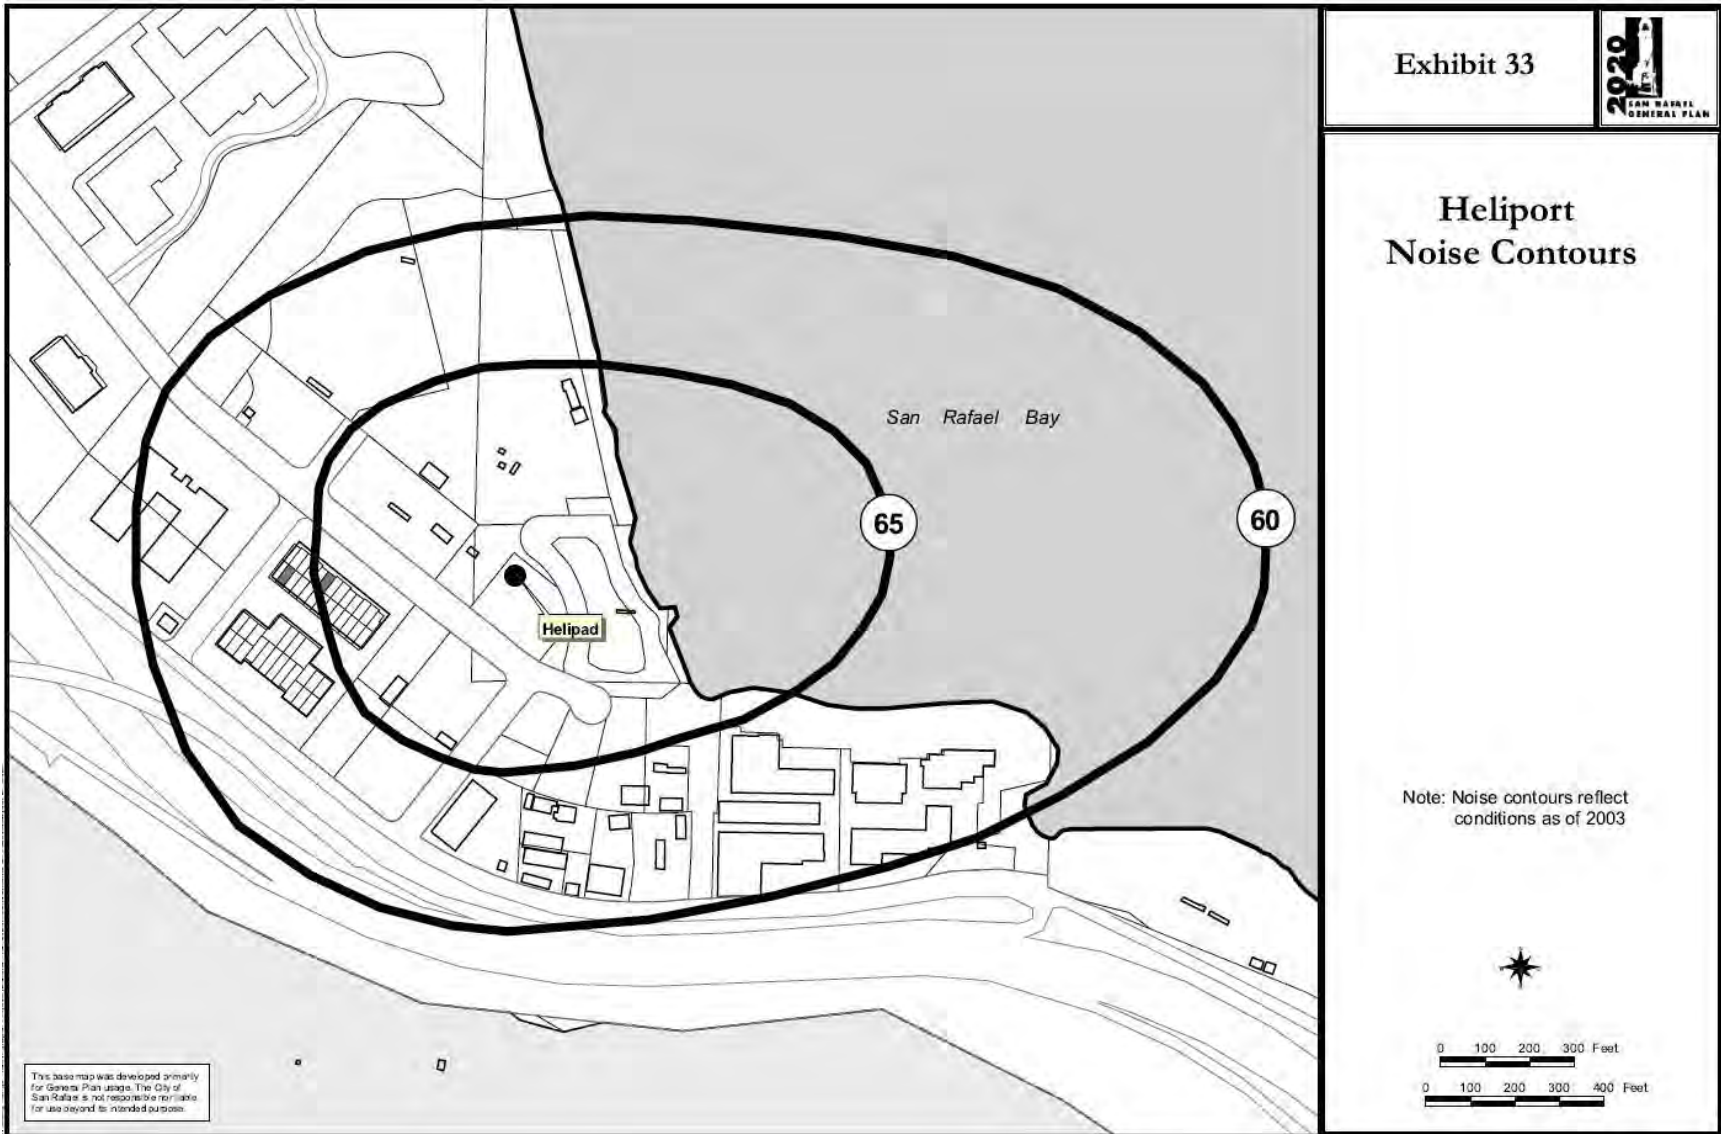 Exhibit 33
2020
SAN RAFAEL
GENERAL PLAN
Heliport
Noise Contours
San Rafael Bay
65
60
Helipad
Note: Noise contours reflect
conditions as of 2003
0 100 200 300 Feet
0 100 200 300 400 Feet
This base map was developed primarily
for General Plan usage. The City of
San Rafael is not responsible nor liable
for use beyond its intended purpose.